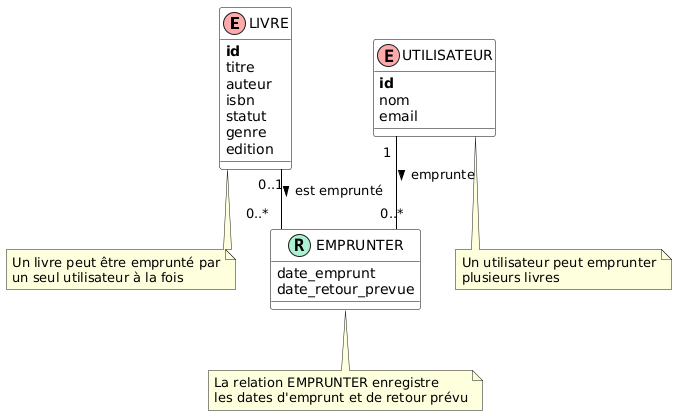 E LIVRE
id
titre
auteur
isbn
statut
genre
edition
E UTILISATEUR
id
nom
email
0..1
est emprunté
0..*
1
emprunte
0..*
Un livre peut être emprunté par
un seul utilisateur à la fois
R EMPRUNTER
date_emprunt
date_retour_prevue
Un utilisateur peut emprunter
plusieurs livres
La relation EMPRUNTER enregistre
les dates d'emprunt et de retour prévu